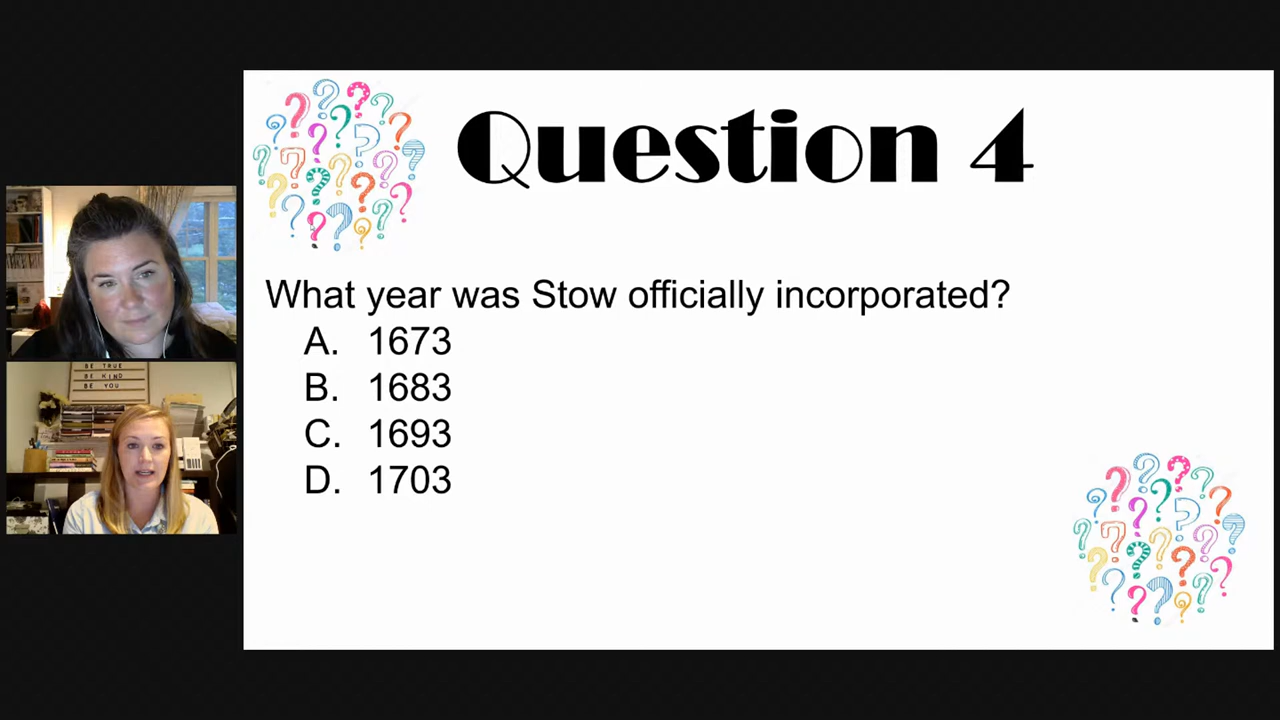 Question 4
What year was Stow officially incorporated?
A. 1673
B. 1683
C. 1693
D. 1703
BE TRUE
BE KIND
BE YOU